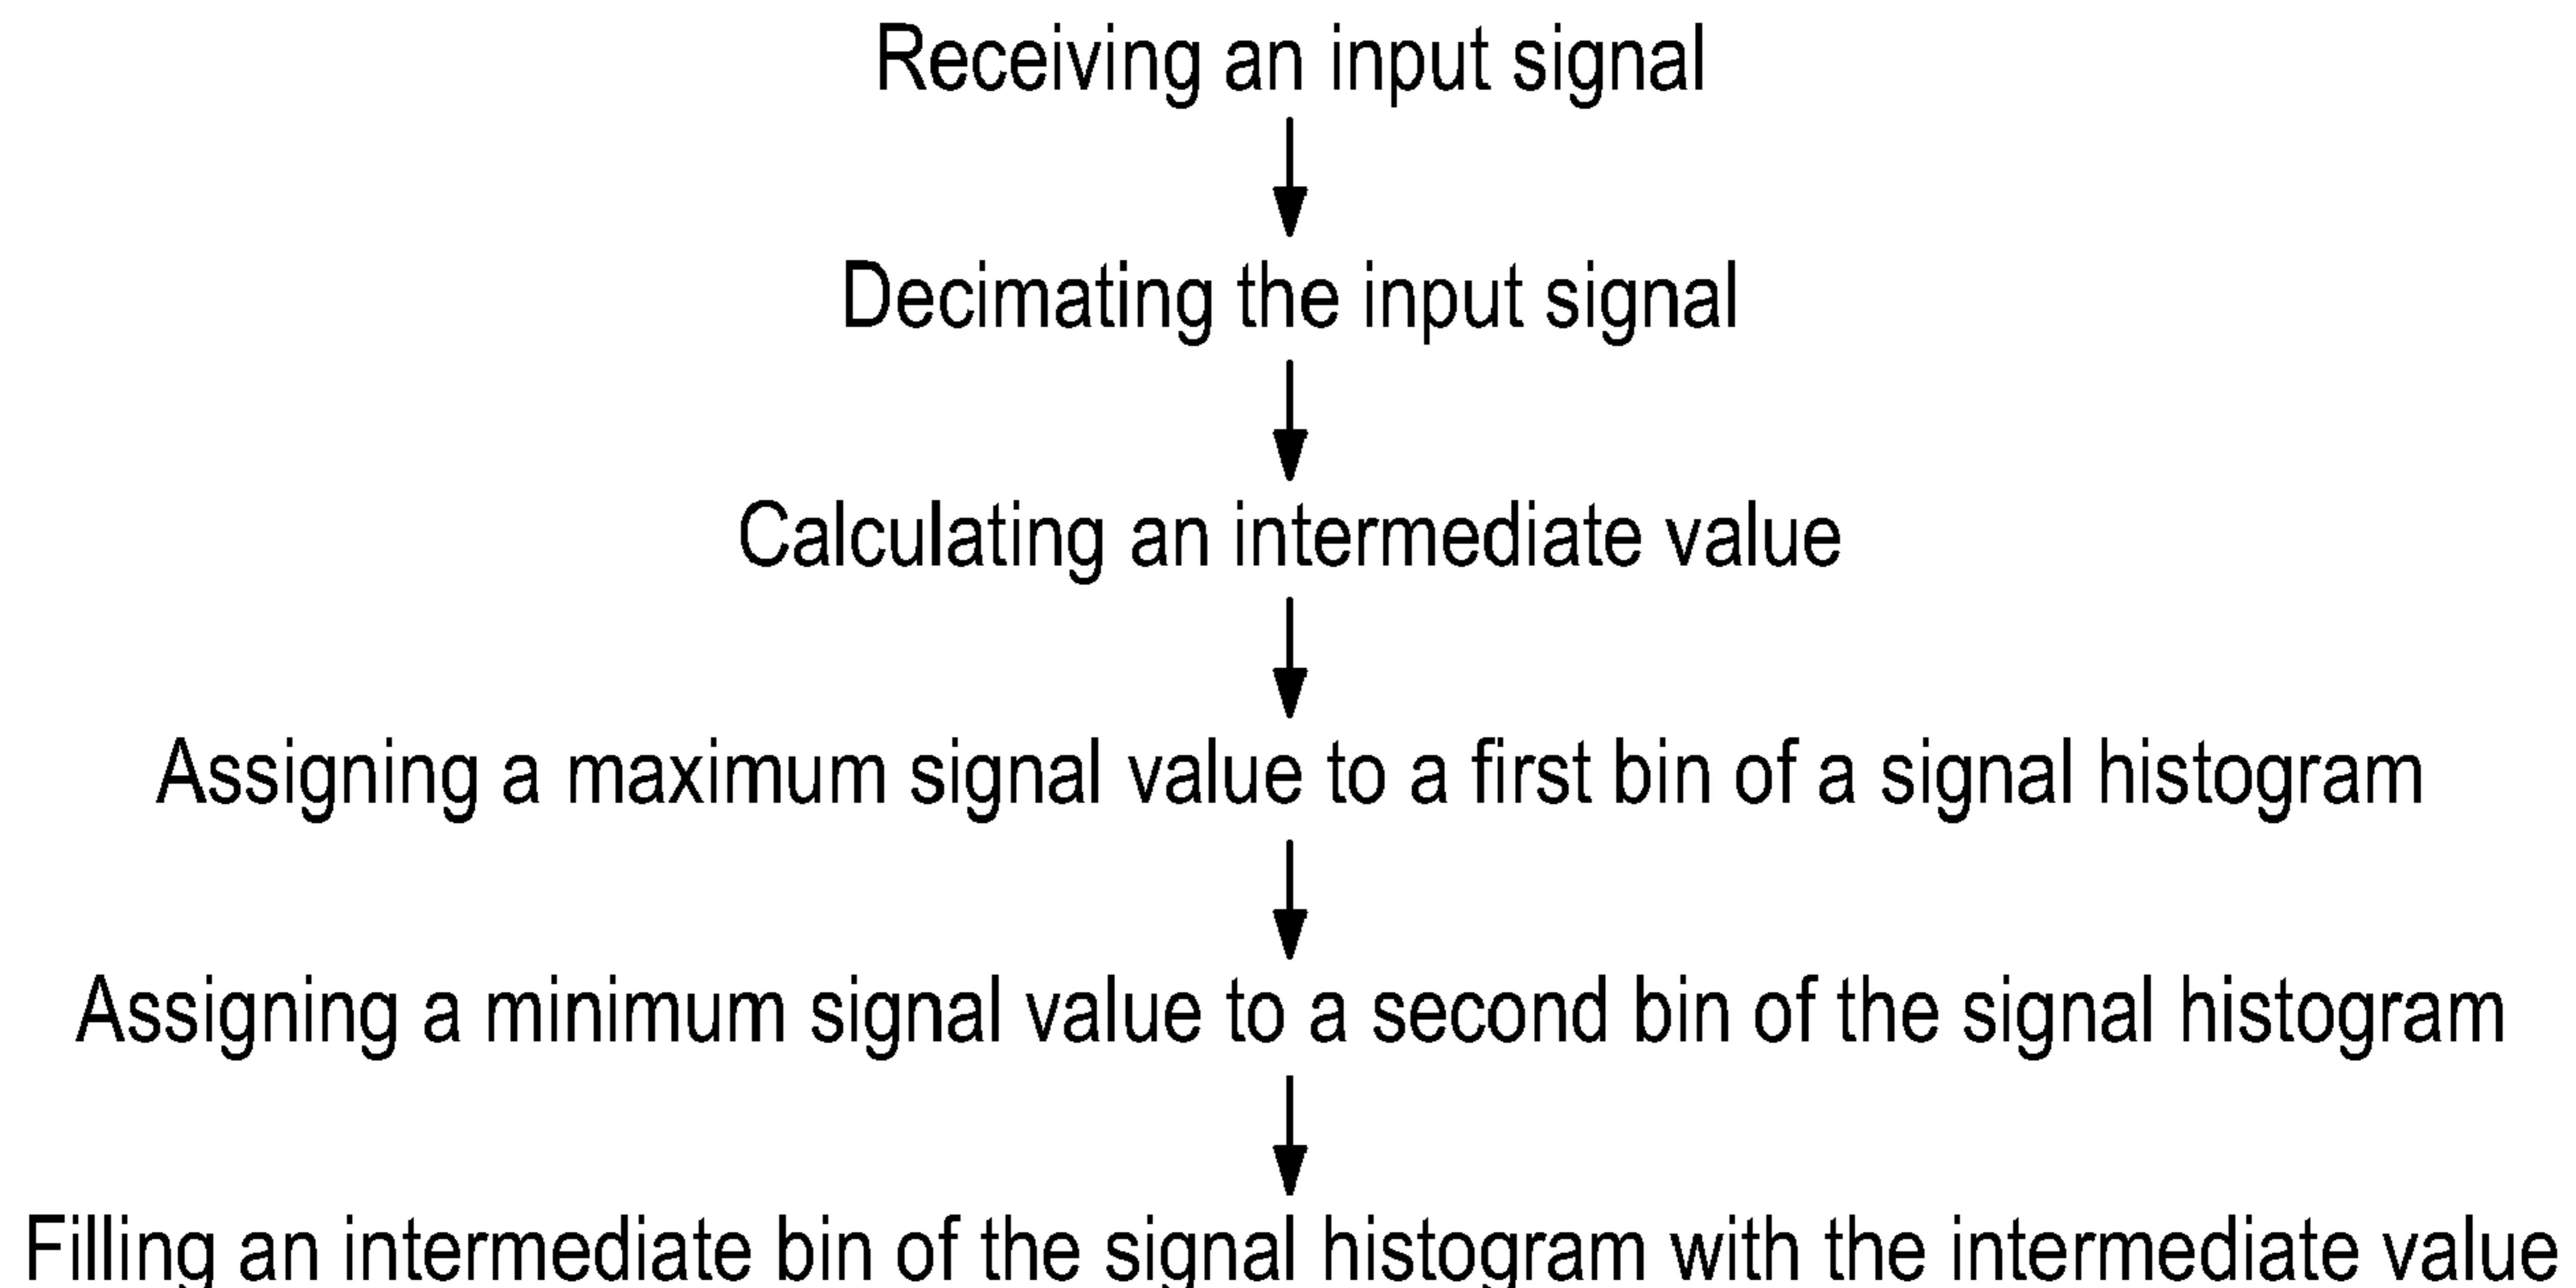 Receiving an input signal
Decimating the input signal
Calculating an intermediate value
Assigning a maximum signal value to a first bin of a signal histogram
Assigning a minimum signal value to a second bin of the signal histogram
Filling an intermediate bin of the signal histogram with the intermediate value